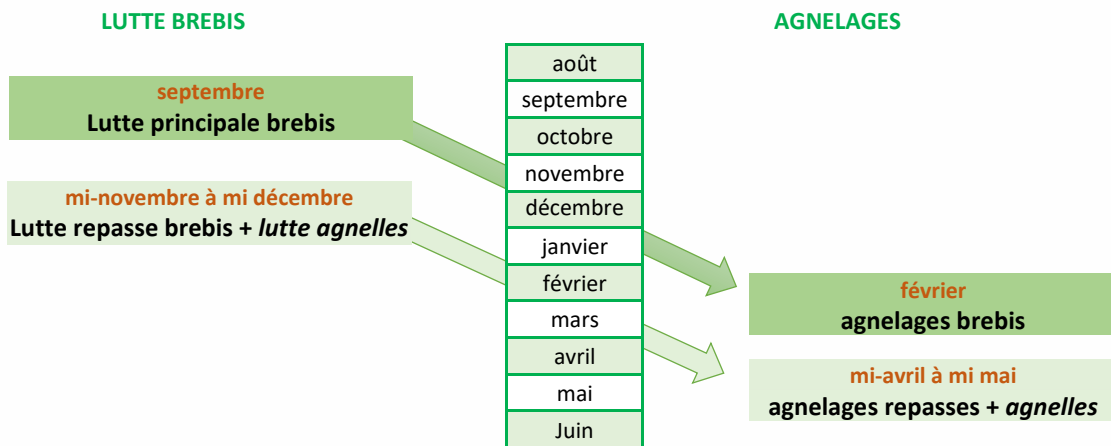 LUTTE BREBIS
AGNELAGES
septembre
Lutte principale brebis
mi-novembre à mi décembre
Lutte repasse brebis + lutte agnelles
août
septembre
octobre
novembre
décembre
janvier
février
mars
avril
mai
Juin
février
agnelages brebis
mi-avril à mi mai
agnelages repasses + agnelles